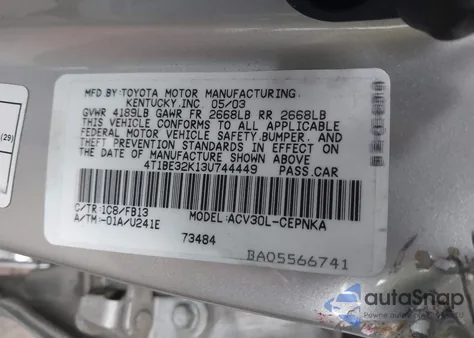 MFD BY:TOYOTA MOTOR MANUFACTURING,
KENTUCKY,INC. 05/03
GVWR 4189LB GAWR FR 2668LB RR 2668LB
THIS VEHICLE CONFORMS TO ALL APPLICABLE
FEDERAL MOTOR VEHICLE SAFETY,BUMPER, AND
THEFT PREVENTION STANDARDS IN EFFECT ON
THE DATE OF MANUFACTURE SHOWN ABOVE.
4T1BE32K13U744449 PASS.CAR
C/TR:1C8/FB13 MODEL:ACV30L-CEPNKA
A/TM:-01A/U241E
73484
BA05566741
(29)
autoSnap